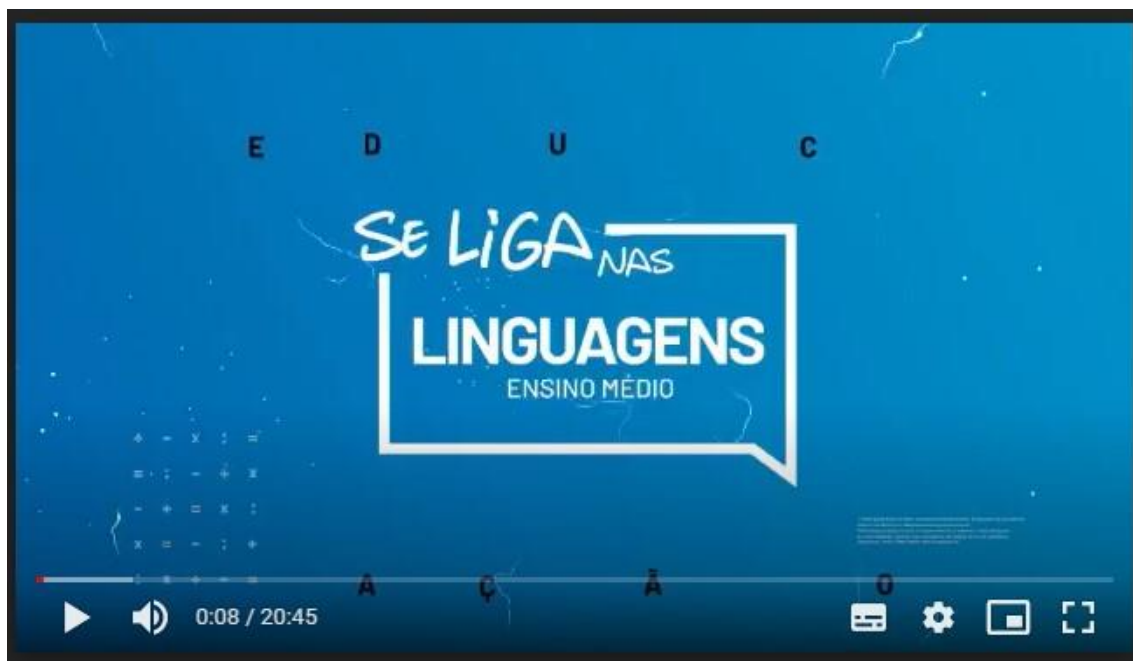 E D U C
SE LiGA NAS
LINGUAGENS
ENSINO MÉDIO
÷ - x : =
= : - ÷ x
- ÷ = x :
x = - : ÷
A Ç Ã O
0:08 / 20:45